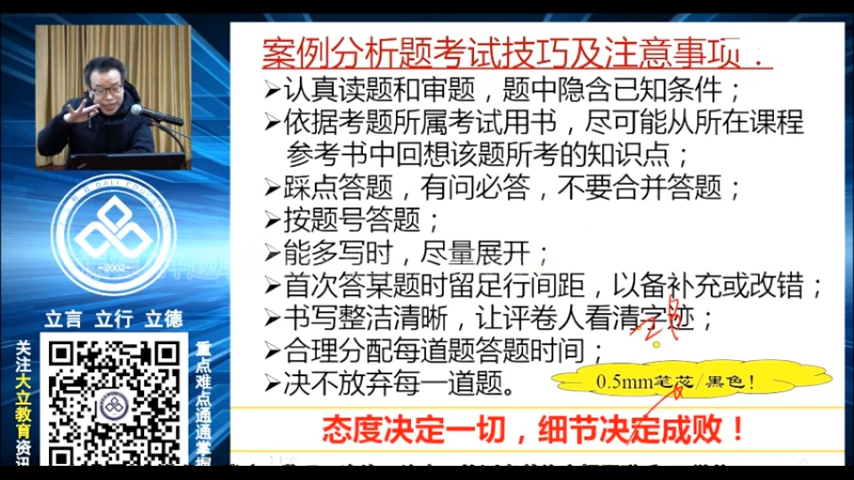 案例分析题考试技巧及注意事项：
➢认真读题和审题，题中隐含已知条件；
➢依据考题所属考试用书，尽可能从所在课程
参考书中回想该题所考的知识点；
➢踩点答题，有问必答，不要合并答题；
➢按题号答题；
➢能多写时，尽量展开；
➢首次答某题时留足行间距，以备补充或改错；
➢书写整洁清晰，让评卷人看清字迹；
➢合理分配每道题答题时间；
➢决不放弃每一道题。
0.5mm笔芯/黑色！
态度决定一切，细节决定成败！
~2002~
立言 立行 立德
关注大立教育资讯
重点难点通通掌握